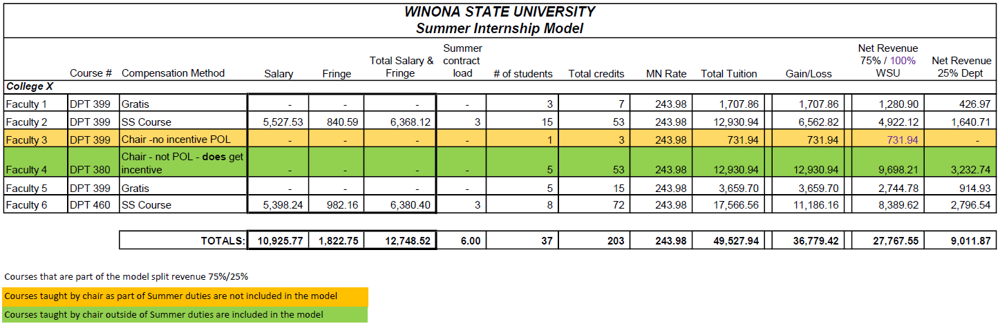 WINONA STATE UNIVERSITY
Summer Internship Model
Course # Compensation Method Salary Fringe Total Salary & Fringe Summer contract load # of students Total credits MN Rate Total Tuition Gain/Loss Net Revenue 75% / 100% WSU Net Revenue 25% Dept
College X
Faculty 1 DPT 399 Gratis - - - - 3 7 243.98 1,707.86 1,707.86 1,280.90 426.97
Faculty 2 DPT 399 SS Course 5,527.53 840.59 6,368.12 3 15 53 243.98 12,930.94 6,562.82 4,922.12 1,640.71
Faculty 3 DPT 399 Chair -no incentive POL - - - - 1 3 243.98 731.94 731.94 731.94 -
Faculty 4 DPT 380 Chair - not POL - does get incentive - - - - 5 53 243.98 12,930.94 12,930.94 9,698.21 3,232.74
Faculty 5 DPT 399 Gratis - - - - 5 15 243.98 3,659.70 3,659.70 2,744.78 914.93
Faculty 6 DPT 460 SS Course 5,398.24 982.16 6,380.40 3 8 72 243.98 17,566.56 11,186.16 8,389.62 2,796.54
TOTALS: 10,925.77 1,822.75 12,748.52 6.00 37 203 243.98 49,527.94 36,779.42 27,767.55 9,011.87
Courses that are part of the model split revenue 75%/25%
Courses taught by chair as part of Summer duties are not included in the model
Courses taught by chair outside of Summer duties are included in the model